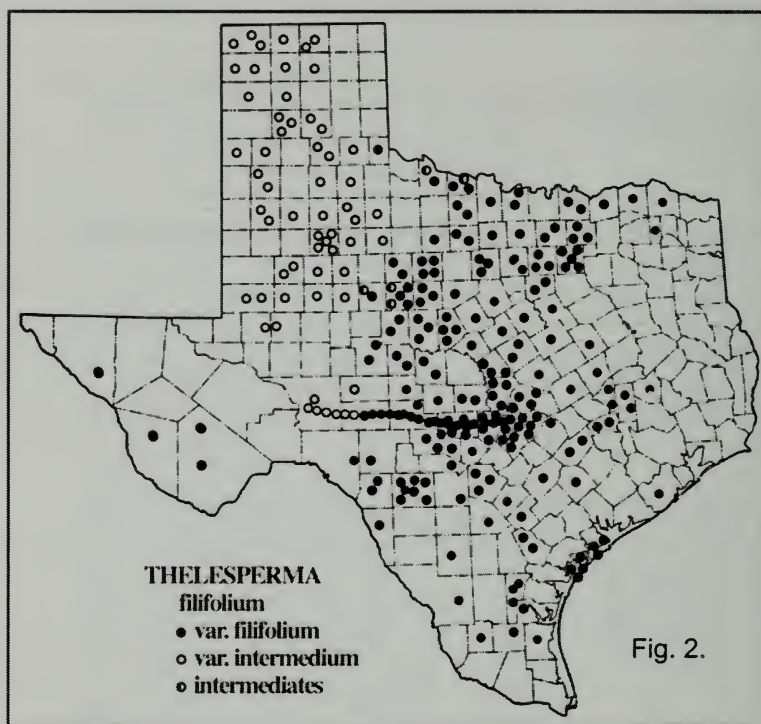 THELESPERMA
filifolium
● var. filifolium
○ var. intermedium
◐ intermediates
Fig. 2.